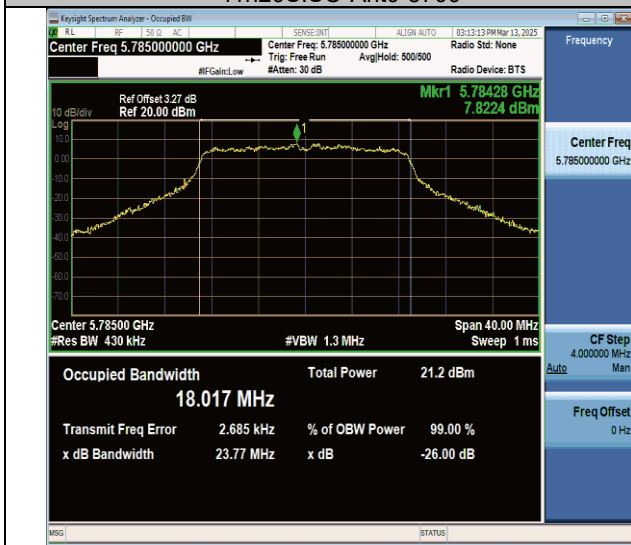 Keysight Spectrum Analyzer - Occupied BW
RL RF 50 Ω AC SENSE:INT ALIGN AUTO 03:13:13 PM Mar 13, 2025
Center Freq 5.785000000 GHz
Center Freq: 5.785000000 GHz
Radio Std: None
Trig: Free Run Avg|Hold: 500/500
#IFGain:Low
#Atten: 30 dB
Radio Device: BTS
Frequency
Mkr1 5.78428 GHz
7.8224 dBm
Ref Offset 3.27 dB
10 dB/div Ref 20.00 dBm
Log
1
10.0
0.00
-10.0
-20.0
-30.0
-40.0
-50.0
-60.0
-70.0
Center Freq
5.785000000 GHz
Center 5.78500 GHz Span 40.00 MHz
#Res BW 430 kHz #VBW 1.3 MHz Sweep 1 ms
CF Step
4.000000 MHz
Auto Man
Occupied Bandwidth Total Power 21.2 dBm
18.017 MHz
Transmit Freq Error 2.685 kHz % of OBW Power 99.00 %
x dB Bandwidth 23.77 MHz x dB -26.00 dB
Freq Offset
0 Hz
MSG STATUS